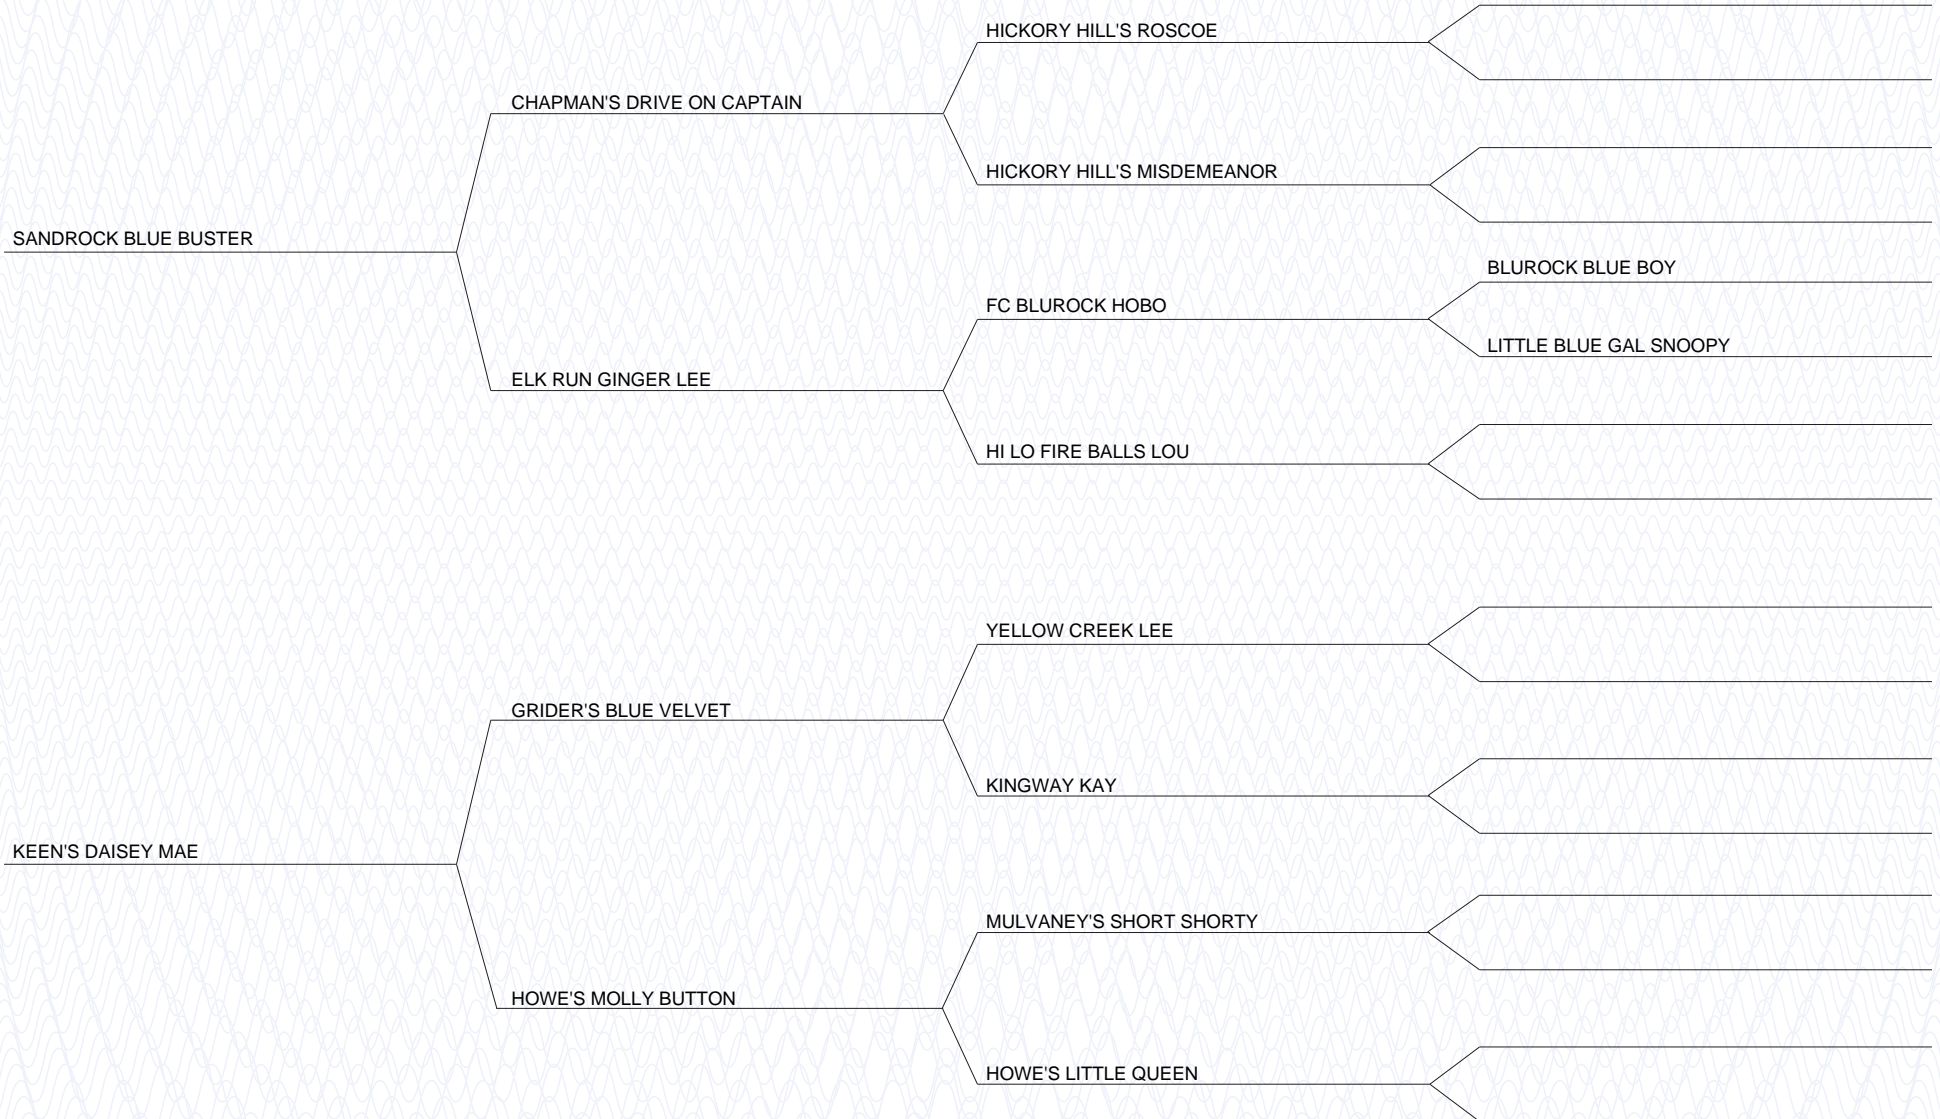 HICKORY HILL'S ROSCOE
CHAPMAN'S DRIVE ON CAPTAIN
HICKORY HILL'S MISDEMEANOR
SANDROCK BLUE BUSTER
BLUROCK BLUE BOY
FC BLUROCK HOBO
LITTLE BLUE GAL SNOOPY
ELK RUN GINGER LEE
HI LO FIRE BALLS LOU
YELLOW CREEK LEE
GRIDER'S BLUE VELVET
KINGWAY KAY
KEEN'S DAISEY MAE
MULVANEY'S SHORT SHORTY
HOWE'S MOLLY BUTTON
HOWE'S LITTLE QUEEN